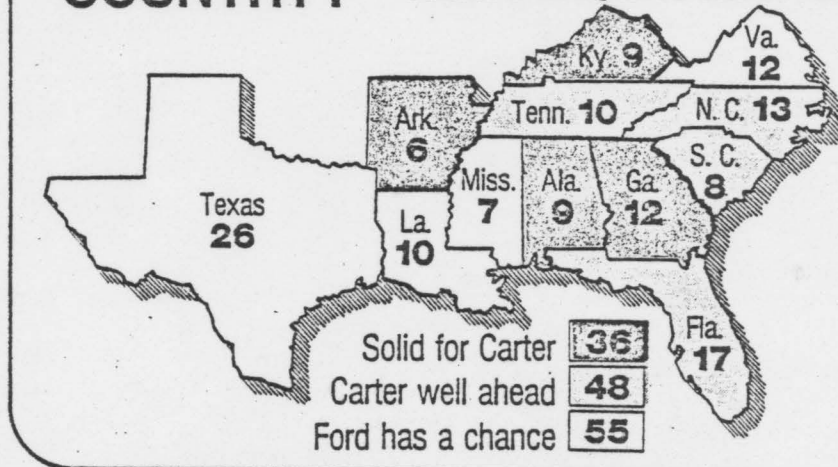 Ky 9
Va.
12
Ark.
6
Tenn. 10
N. C. 13
S. C.
8
Texas
26
La.
10
Miss.
7
Ala.
9
Ga.
12
Fla.
17
Solid for Carter 36
Carter well ahead 48
Ford has a chance 55